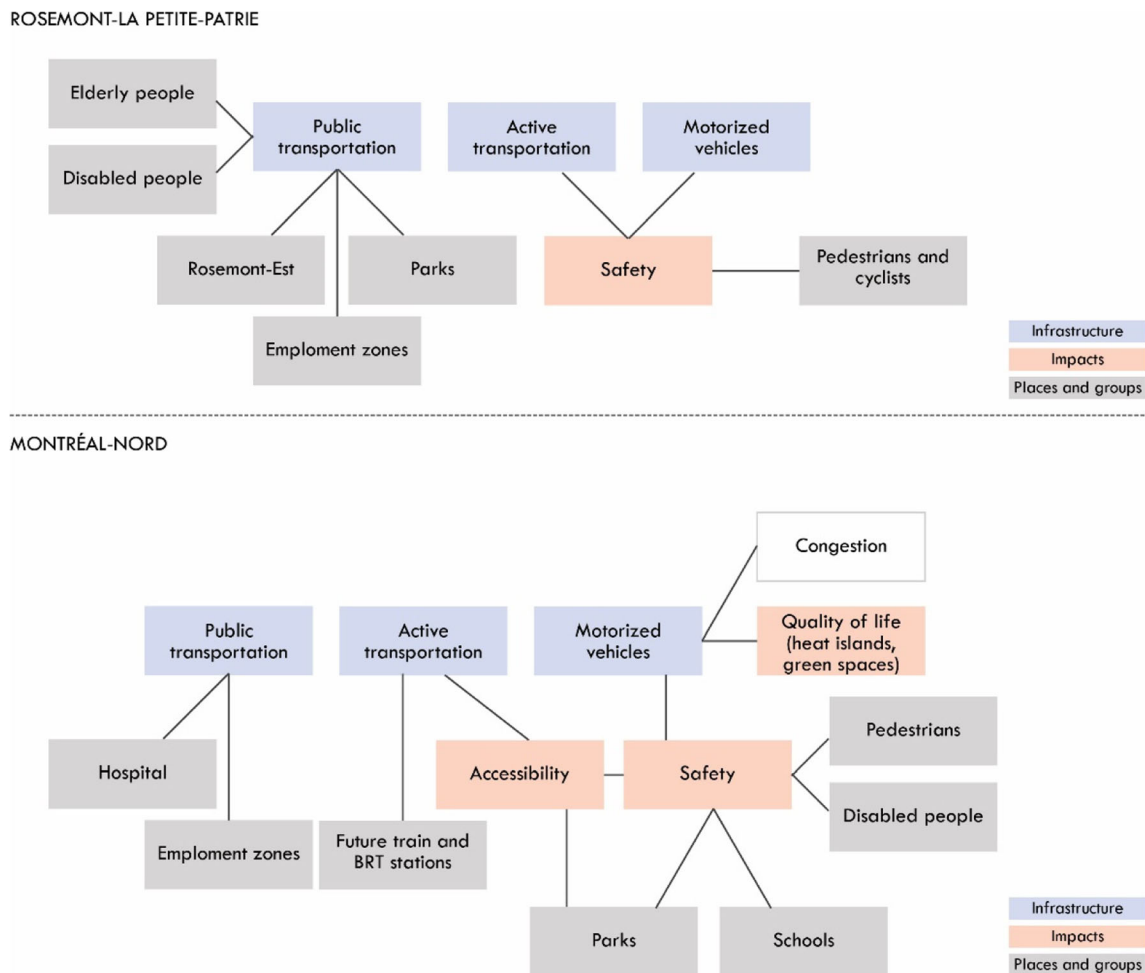 ROSEMONT-LA PETITE-PATRIE
Elderly people
Disabled people
Public
transportation
Active
transportation
Motorized
vehicles
Rosemont-Est
Parks
Emploment zones
Safety
Pedestrians and
cyclists
Infrastructure
Impacts
Places and groups
MONTRÉAL-NORD
Congestion
Public
transportation
Active
transportation
Motorized
vehicles
Quality of life
(heat islands,
green spaces)
Hospital
Emploment zones
Future train and
BRT stations
Accessibility
Safety
Pedestrians
Disabled people
Parks
Schools
Infrastructure
Impacts
Places and groups